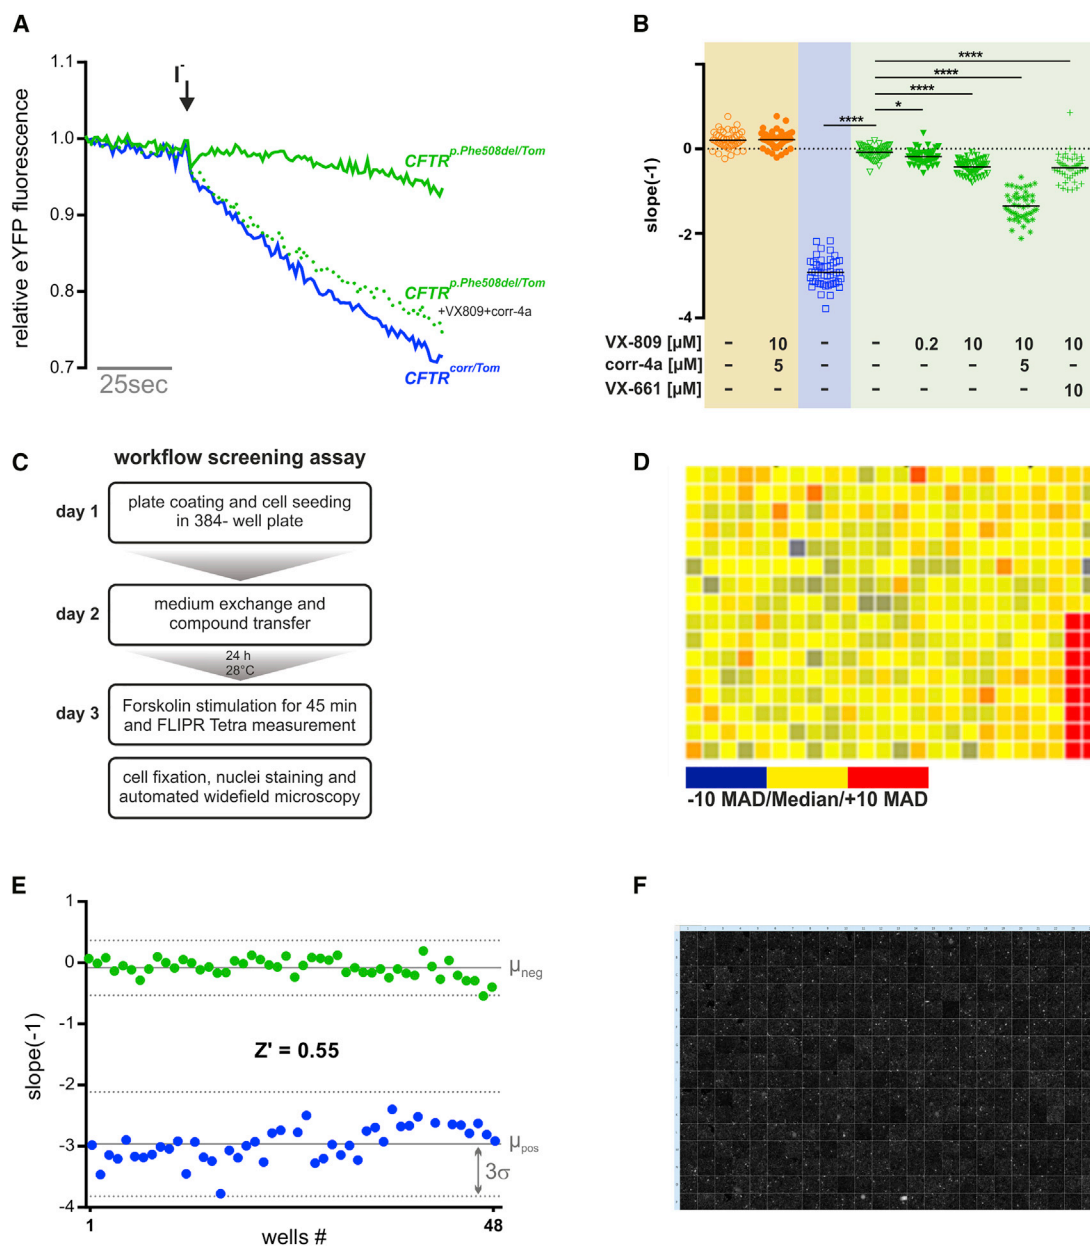 A
1.1
1.0
0.9
0.8
0.7
relative eYFP fluorescence
I-
CFTR p.Phe508del/Tom
CFTR p.Phe508del/Tom
+VX809+corr-4a
CFTR corr/Tom
25sec
B
0
-2
-4
slope(-1)
****
*
****
****
****
VX-809 [µM] - 10 - - 0.2 10 10 10
corr-4a [µM] - 5 - - - - 5 -
VX-661 [µM] - - - - - - - 10
C
workflow screening assay
day 1
plate coating and cell seeding
in 384- well plate
day 2
medium exchange and
compound transfer
24 h
28°C
day 3
Forskolin stimulation for 45 min
and FLIPR Tetra measurement
cell fixation, nuclei staining and
automated widefield microscopy
D
-10 MAD/Median/+10 MAD
E
1
0
-1
-2
-3
-4
slope(-1)
µneg
Z' = 0.55
µpos
3σ
1
48
wells #
F